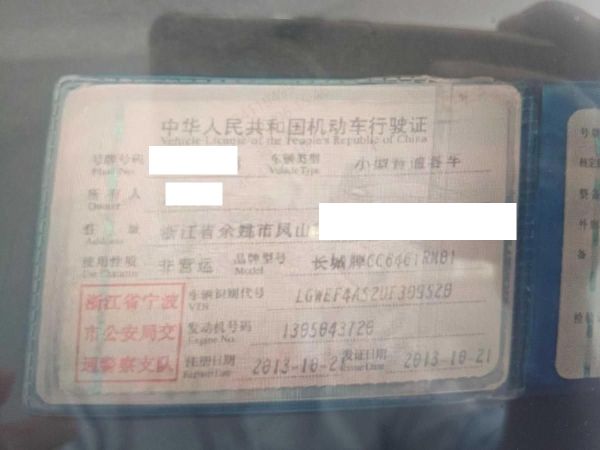 中华人民共和国机动车行驶证
Vehicle License of the People's Republic of China
号牌号码 车辆类型 小型普通客车
Plate No. Vehicle Type
所有人
Owner
住 址 浙江省余姚市凤山
Address
使用性质 非营运 品牌型号 长城牌CC6461RM01
Use Character Model
浙江省宁波
市公安局交
通警察支队
车辆识别代号
VIN
发动机号码 1305043720
Engine No.
注册日期 2013-10-21 发证日期 2013-10-21
Register Date Issue Date
号牌